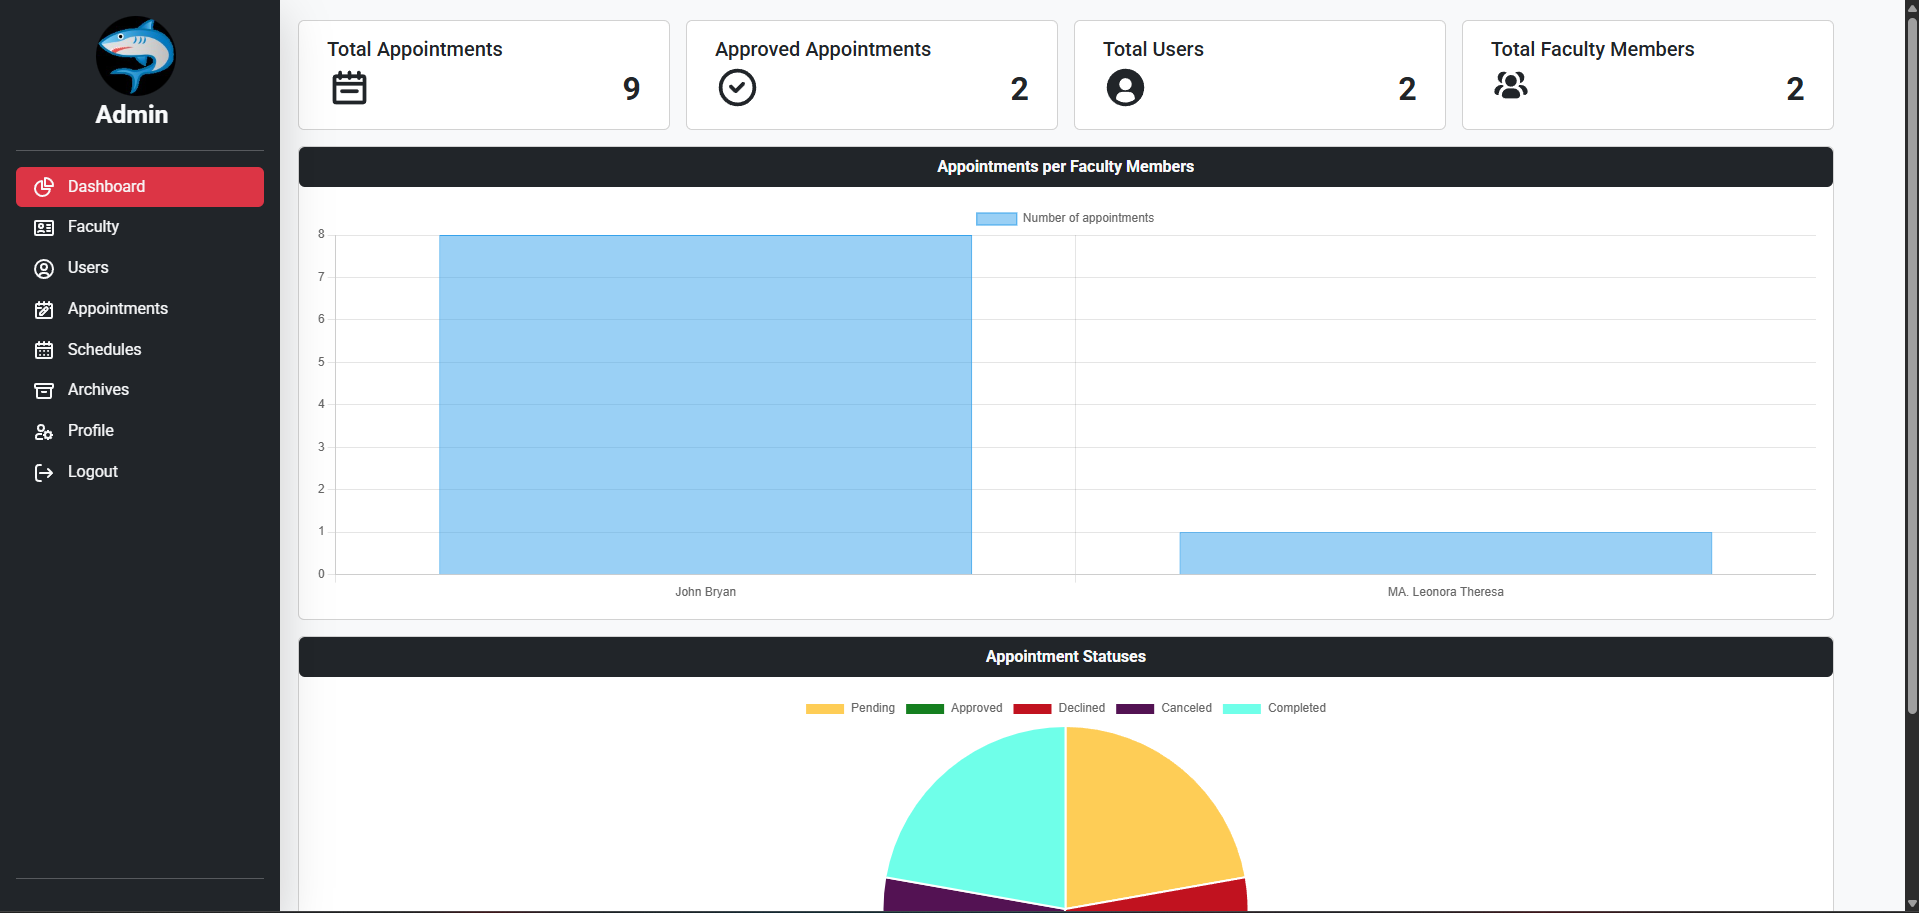 Admin
Dashboard
Faculty
Users
Appointments
Schedules
Archives
Profile
Logout
Total Appointments
9
Approved Appointments
2
Total Users
2
Total Faculty Members
2
Appointments per Faculty Members
Number of appointments
8
7
6
5
4
3
2
1
0
John Bryan
MA. Leonora Theresa
Appointment Statuses
Pending Approved Declined Canceled Completed